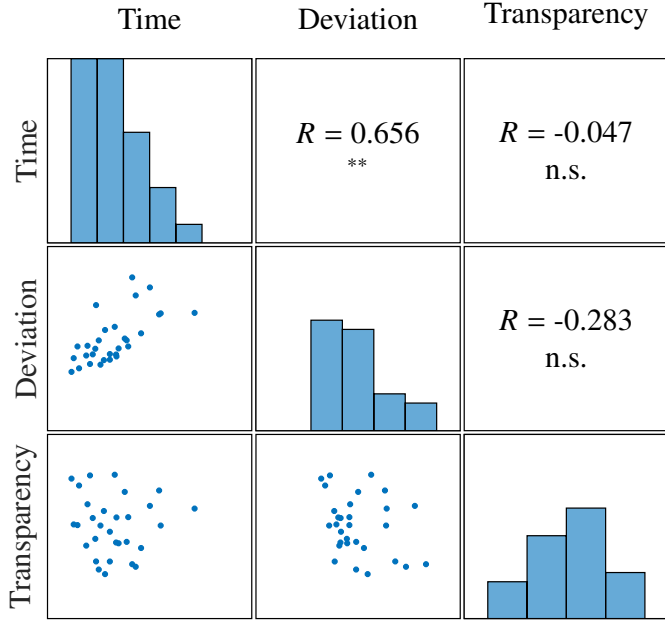 Time
Deviation
Transparency
Time
R = 0.656
**
R = -0.047
n.s.
Deviation
R = -0.283
n.s.
Transparency